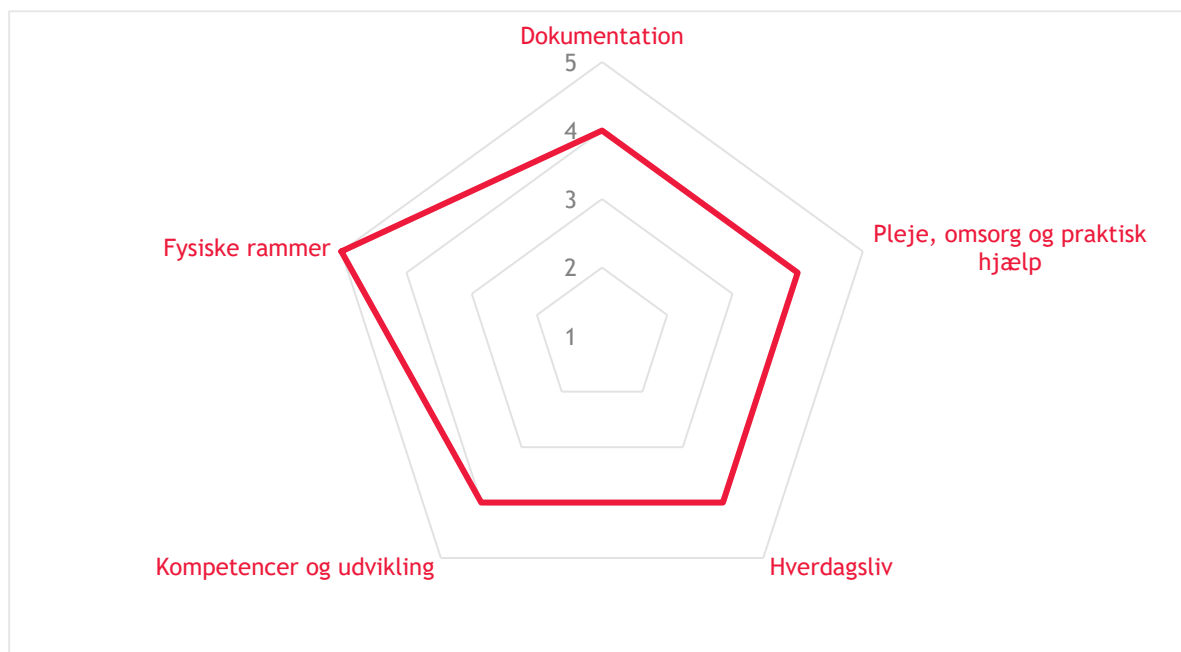 Dokumentation
5
4
3
2
1
Pleje, omsorg og praktisk
hjælp
Fysiske rammer
Kompetencer og udvikling
Hverdagsliv